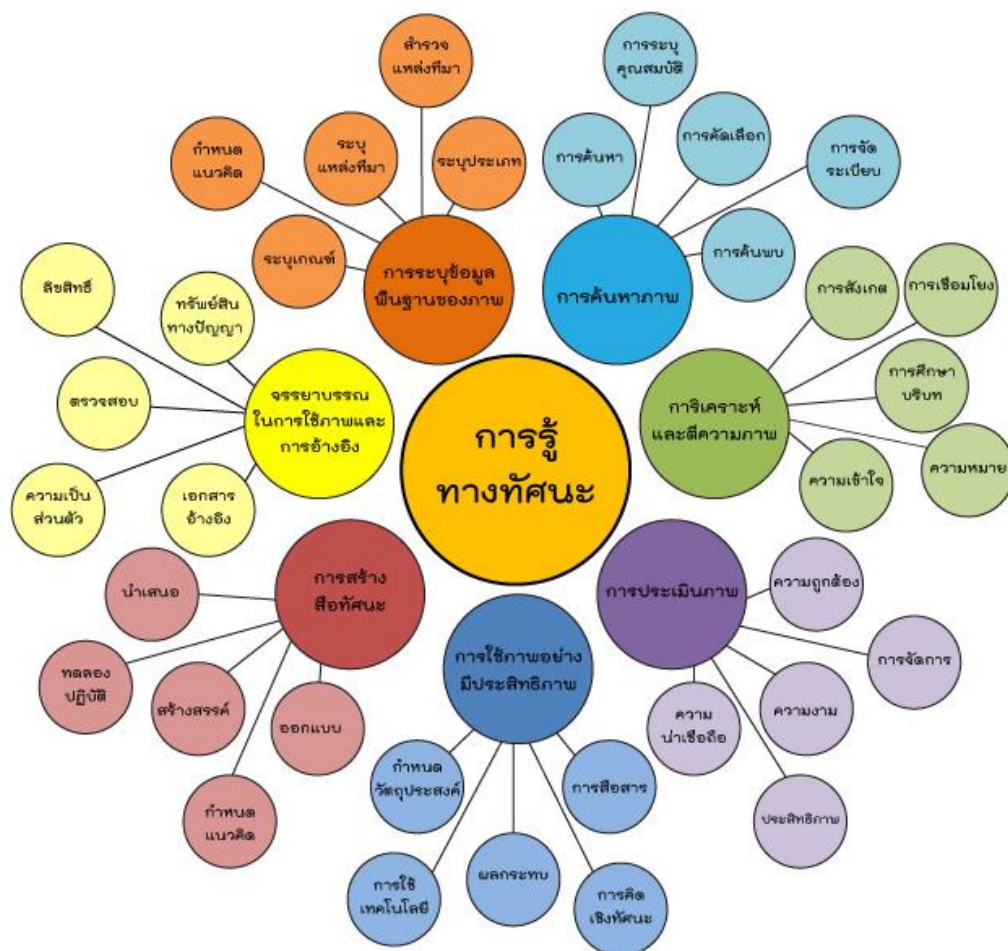 การรู้
ทางทัศนะ
การระบุข้อมูล
พื้นฐานของภาพ
สำรวจ
แหล่งที่มา
ระบุ
แหล่งที่มา
ระบุประเภท
กำหนด
แนวคิด
ระบุเกณฑ์
การค้นหาภาพ
การค้นหา
การระบุ
คุณสมบัติ
การคัดเลือก
การจัด
ระเบียบ
การค้นพบ
การิเคราะห์
และตีความภาพ
การสังเกต
การเชื่อมโยง
การศึกษา
บริบท
ความหมาย
ความเข้าใจ
การประเมินภาพ
ความถูกต้อง
การจัดการ
ความงาม
ประสิทธิภาพ
ความ
น่าเชื่อถือ
การใช้ภาพอย่าง
มีประสิทธิภาพ
การสื่อสาร
การคิด
เชิงทัศนะ
ผลกระทบ
การใช้
เทคโนโลยี
กำหนด
วัตถุประสงค์
การสร้าง
สื่อทัศนะ
ออกแบบ
กำหนด
แนวคิด
สร้างสรรค์
ทดลอง
ปฏิบัติ
นำเสนอ
จรรยาบรรณ
ในการใช้ภาพและ
การอ้างอิง
เอกสาร
อ้างอิง
ความเป็น
ส่วนตัว
ตรวจสอบ
ลิขสิทธิ์
ทรัพย์สิน
ทางปัญญา